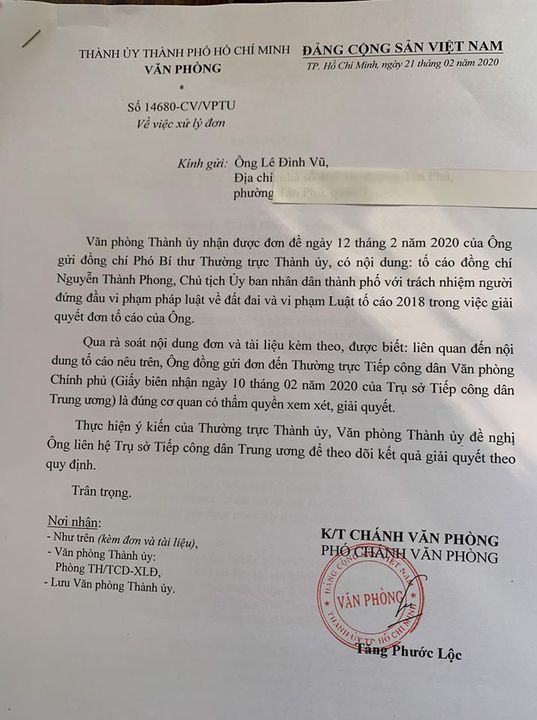 THÀNH ỦY THÀNH PHỐ HỒ CHÍ MINH
VĂN PHÒNG
*
Số 14680-CV/VPTU
Về việc xử lý đơn
ĐẢNG CỘNG SẢN VIỆT NAM
TP. Hồ Chí Minh, ngày 21 tháng 02 năm 2020
Kính gửi: Ông Lê Đình Vũ,
Địa chỉ
phường
Văn phòng Thành ủy nhận được đơn đề ngày 12 tháng 2 năm 2020 của Ông
gửi đồng chí Phó Bí thư Thường trực Thành ủy, có nội dung: tố cáo đồng chí
Nguyễn Thành Phong, Chủ tịch Ủy ban nhân dân thành phố với trách nhiệm người
đứng đầu vi phạm pháp luật về đất đai và vi phạm Luật tố cáo 2018 trong việc giải
quyết đơn tố cáo của Ông.
Qua rà soát nội dung đơn và tài liệu kèm theo, được biết: liên quan đến nội
dung tố cáo nêu trên, Ông đồng gửi đơn đến Thường trực Tiếp công dân Văn phòng
Chính phủ (Giấy biên nhận ngày 10 tháng 02 năm 2020 của Trụ sở Tiếp công dân
Trung ương) là đúng cơ quan có thẩm quyền xem xét, giải quyết.
Thực hiện ý kiến của Thường trực Thành ủy, Văn phòng Thành ủy đề nghị
Ông liên hệ Trụ sở Tiếp công dân Trung ương để theo dõi kết quả giải quyết theo
quy định.
Trân trọng.
Nơi nhận:
- Như trên (kèm đơn và tài liệu),
- Văn phòng Thành ủy:
Phòng TH/TCD-XLĐ,
- Lưu Văn phòng Thành ủy.
K/T CHÁNH VĂN PHÒNG
PHÓ CHÁNH VĂN PHÒNG
ĐẢNG CỘNG SẢN VIỆT NAM
VĂN PHÒNG
THÀNH ỦY TP HỒ CHÍ MINH
Tăng Phước Lộc